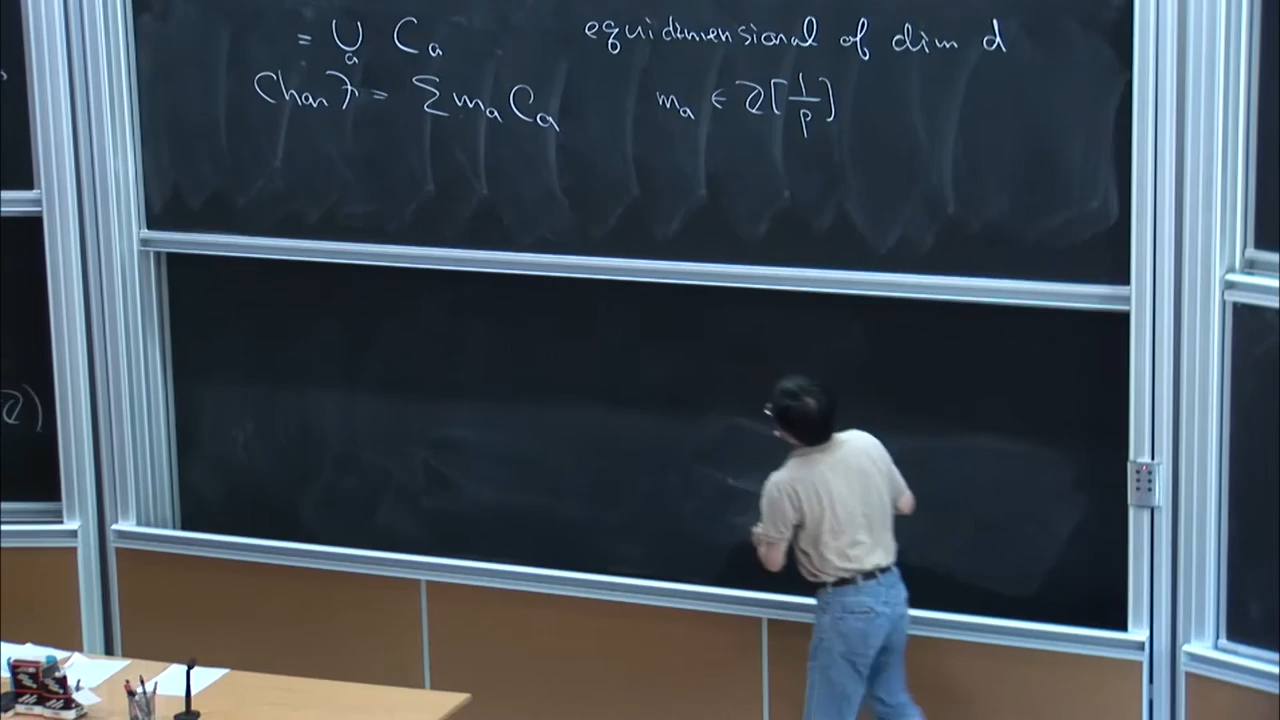 = ∪_a C_a equidimensional of dim d
Char F = Σ m_a C_a m_a ∈ Z[1/p]
Z)